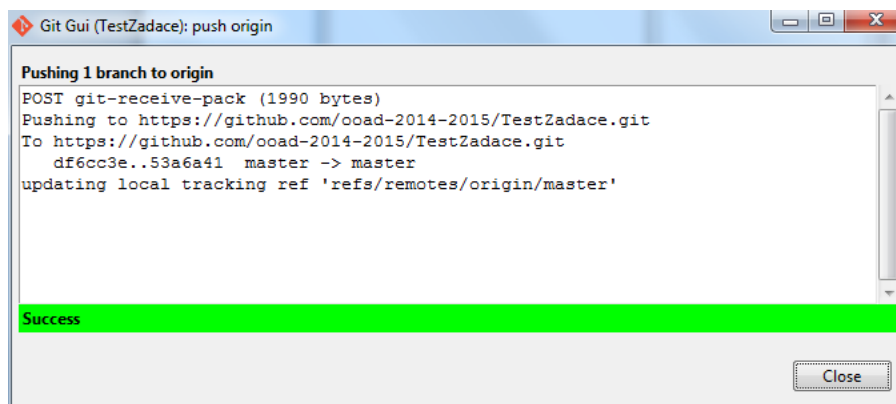 Git Gui (TestZadace): push origin
Pushing 1 branch to origin
POST git-receive-pack (1990 bytes)
Pushing to https://github.com/ooad-2014-2015/TestZadace.git
To https://github.com/ooad-2014-2015/TestZadace.git
   df6cc3e..53a6a41  master -> master
updating local tracking ref 'refs/remotes/origin/master'
Success
Close